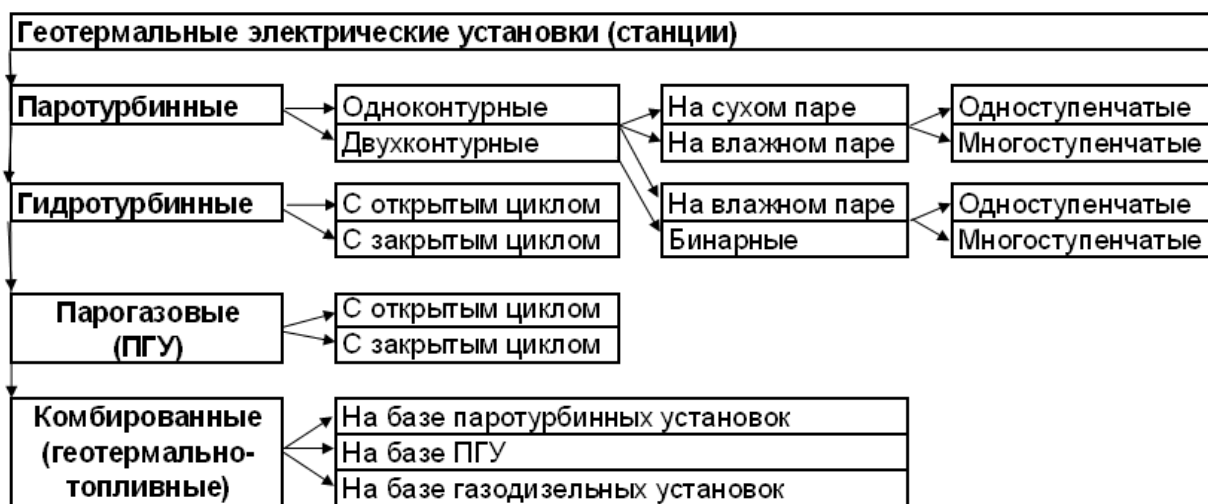 Геотермальные электрические установки (станции)
Паротурбинные
Одноконтурные
Двухконтурные
На сухом паре
На влажном паре
Одноступенчатые
Многоступенчатые
Гидротурбинные
С открытым циклом
С закрытым циклом
На влажном паре
Бинарные
Одноступенчатые
Многоступенчатые
Парогазовые
(ПГУ)
С открытым циклом
С закрытым циклом
Комбированные
(геотермально-
топливные)
На базе паротурбинных установок
На базе ПГУ
На базе газодизельных установок